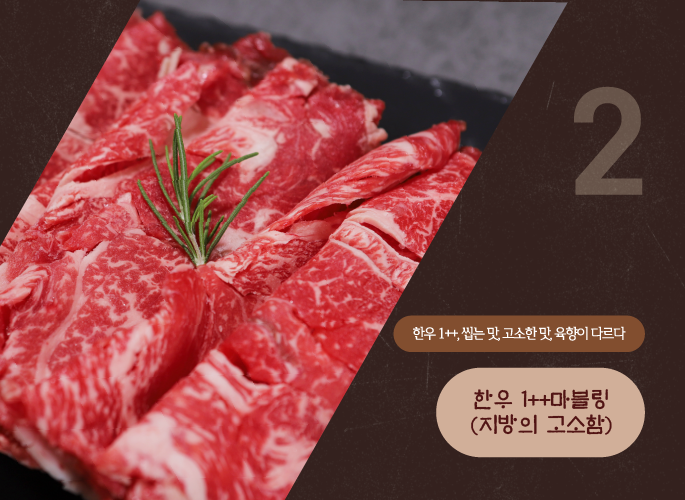 2
한우 1++, 씹는 맛, 고소한 맛, 육향이 다르다
한우 1++마블링
(지방의 고소함)